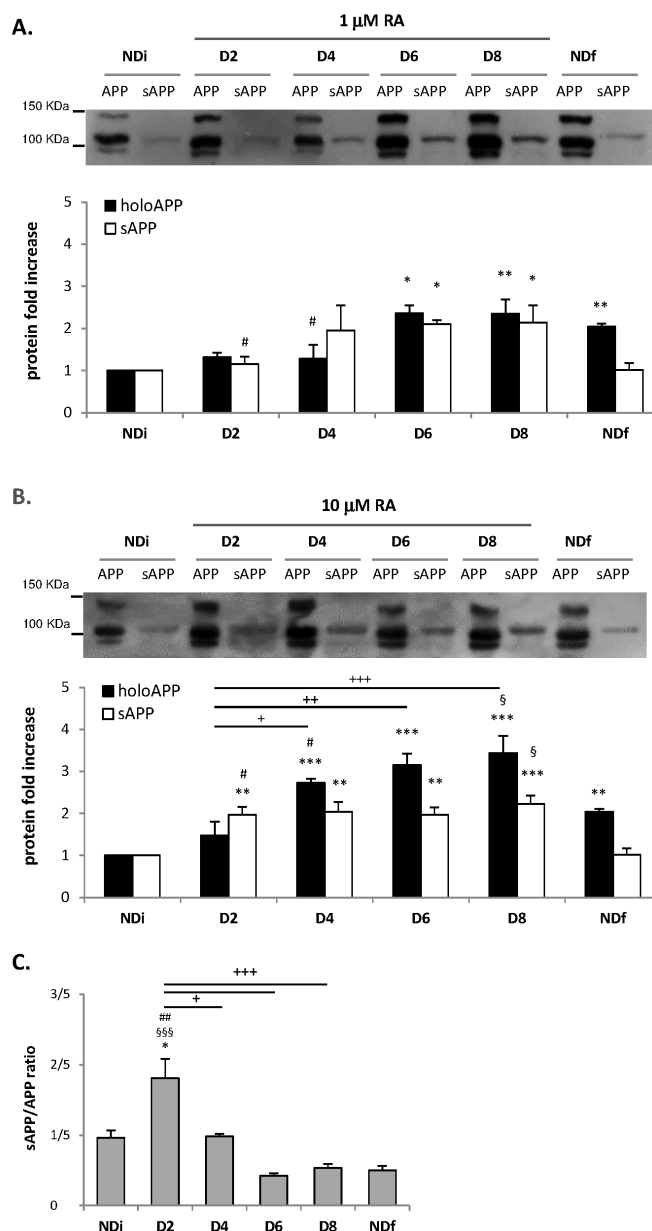 A.
1 µM RA
NDi D2 D4 D6 D8 NDf
APP sAPP APP sAPP APP sAPP APP sAPP APP sAPP APP sAPP
150 KDa
100 KDa
5
holoAPP
sAPP
4
3
* * ** * **
# #
2
1
0
protein fold increase
NDi D2 D4 D6 D8 NDf
B.
10 µM RA
NDi D2 D4 D6 D8 NDf
APP sAPP APP sAPP APP sAPP APP sAPP APP sAPP APP sAPP
150 KDa
100 KDa
+++
5
holoAPP
sAPP
++
+
§
4
# *** *** §
*** ** ** ***
3
# **
**
2
1
0
protein fold increase
NDi D2 D4 D6 D8 NDf
C.
+++
3/5
+
##
§§§
*
2/5
1/5
0
sAPP/APP ratio
NDi D2 D4 D6 D8 NDf